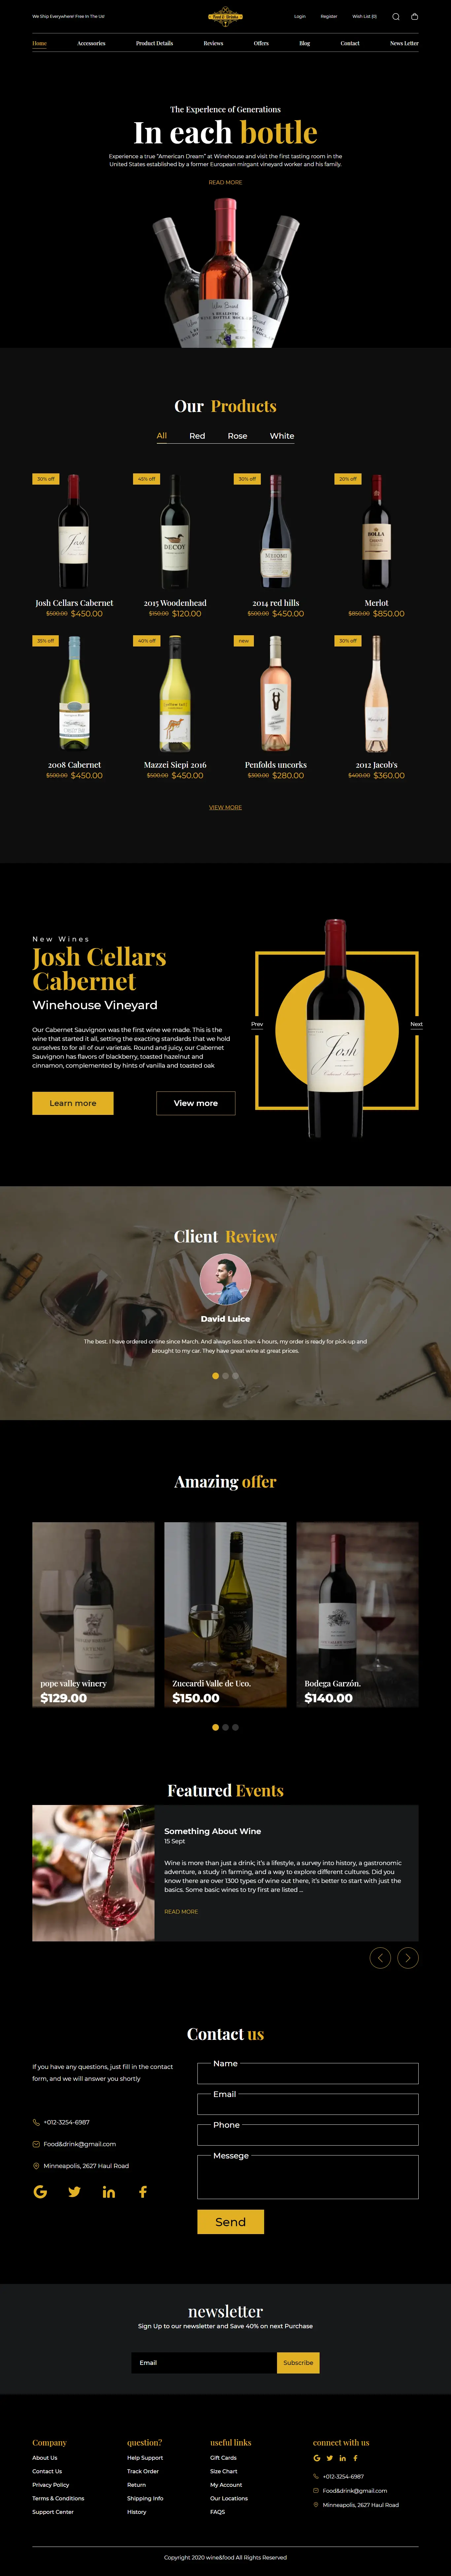 We Ship Everywhere! Free In The Us!
Food & Drinks
Login
Register
Wish List (0)
Home
Accessories
Product Details
Reviews
Offers
Blog
Contact
News Letter
The Experlence of Generations
In each bottle
Experience a true "American Dream" at Winehouse and visit the first tasting room in the
United States established by a former European mirgant vineyard worker and his family.
READ MORE
Wine Brand
A REALISTIC
WINE BOTTLE MOCK
Our Products
All
Red
Rose
White
30% off
45% off
30% off
20% off
Josh
DECOY
MEIOMI
BOLLA
Josh Cellars Cabernet
2015 Woodenhead
2014 red hills
Merlot
$500.00 $450.00
$150.00 $120.00
$500.00 $450.00
$850.00 $850.00
35% off
40% off
new
30% off
yellow tail
2008 Cabernet
Mazzei Siepi 2016
Penfolds uncorks
2012 Jacob's
$500.00 $450.00
$500.00 $450.00
$300.00 $280.00
$400.00 $360.00
VIEW MORE
New Wines
Josh Cellars
Cabernet
Winehouse Vineyard
Our Cabernet Sauvignon was the first wine we made. This is the
wine that started it all, setting the exacting standards that we hold
ourselves to for all of our varietals. Round and juicy, our Cabernet
Sauvignon has flavors of blackberry, toasted hazelnut and
cinnamon, complemented by hints of vanilla and toasted oak
Learn more
View more
Prev
Next
Josh
Cabernet Sauvignon
Client Review
David Luice
The best. I have ordered online since March. And always less than 4 hours, my order is ready for pick-up and
brought to my car. They have great wine at great prices.
Amazing offer
pope valley winery
$129.00
Zuccardi Valle de Uco.
$150.00
Bodega Garzón.
$140.00
Featured Events
Something About Wine
15 Sept
Wine is more than just a drink; it's a lifestyle, a survey into history, a gastronomic
adventure, a study in farming, and a way to explore different cultures. Did you
know there are over 1300 types of wine out there, it's better to start with just the
basics. Some basic wines to try first are listed ...
READ MORE
Contact us
If you have any questions, just fill in the contact
form, and we will answer you shortly
+012-3254-6987
Food&drink@gmail.com
Minneapolis, 2627 Haul Road
Name
Email
Phone
Messege
Send
newsletter
Sign Up to our newsletter and Save 40% on next Purchase
Email
Subscribe
Company
About Us
Contact Us
Privacy Policy
Terms & Conditions
Support Center
question?
Help Support
Track Order
Return
Shipping Info
History
useful links
Gift Cards
Size Chart
My Account
Our Locations
FAQS
connect with us
+012-3254-6987
Food&drink@gmail.com
Minneapolis, 2627 Haul Road
Copyright 2020 wine&food All Rights Reserved